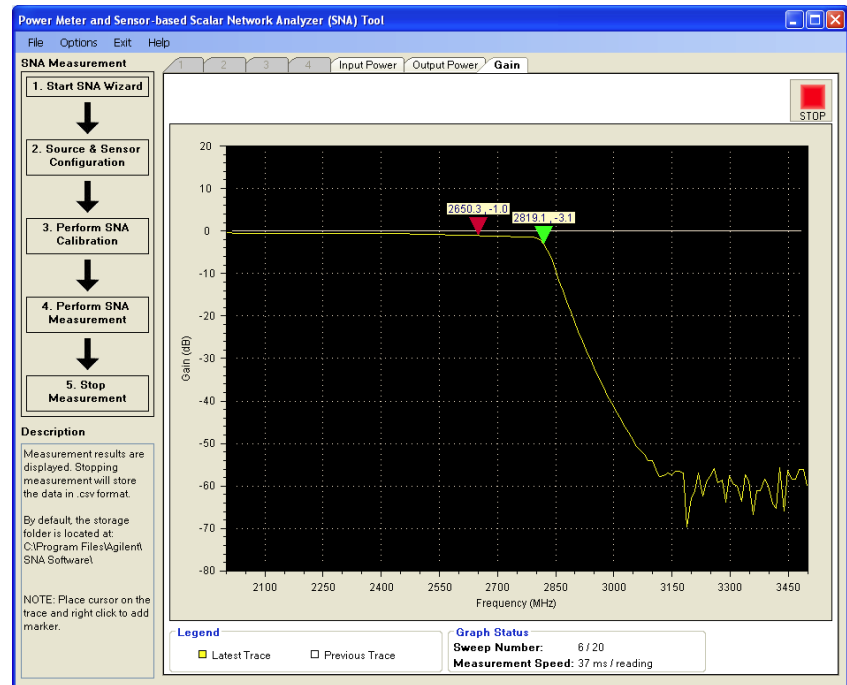 Power Meter and Sensor-based Scalar Network Analyzer (SNA) Tool
File Options Exit Help
SNA Measurement
1. Start SNA Wizard
2. Source & Sensor
Configuration
3. Perform SNA
Calibration
4. Perform SNA
Measurement
5. Stop
Measurement
Description
Measurement results are
displayed. Stopping
measurement will store
the data in .csv format.
By default, the storage
folder is located at:
C:\Program Files\Agilent\
SNA Software\
NOTE: Place cursor on the
trace and right click to add
marker.
1 2 3 4 Input Power Output Power Gain
STOP
20
10
0
-10
-20
-30
-40
-50
-60
-70
-80
Gain (dB)
2650.3 , -1.0
2819.1 , -3.1
2100 2250 2400 2550 2700 2850 3000 3150 3300 3450
Frequency (MHz)
Legend
Latest Trace Previous Trace
Graph Status
Sweep Number: 6 / 20
Measurement Speed: 37 ms / reading